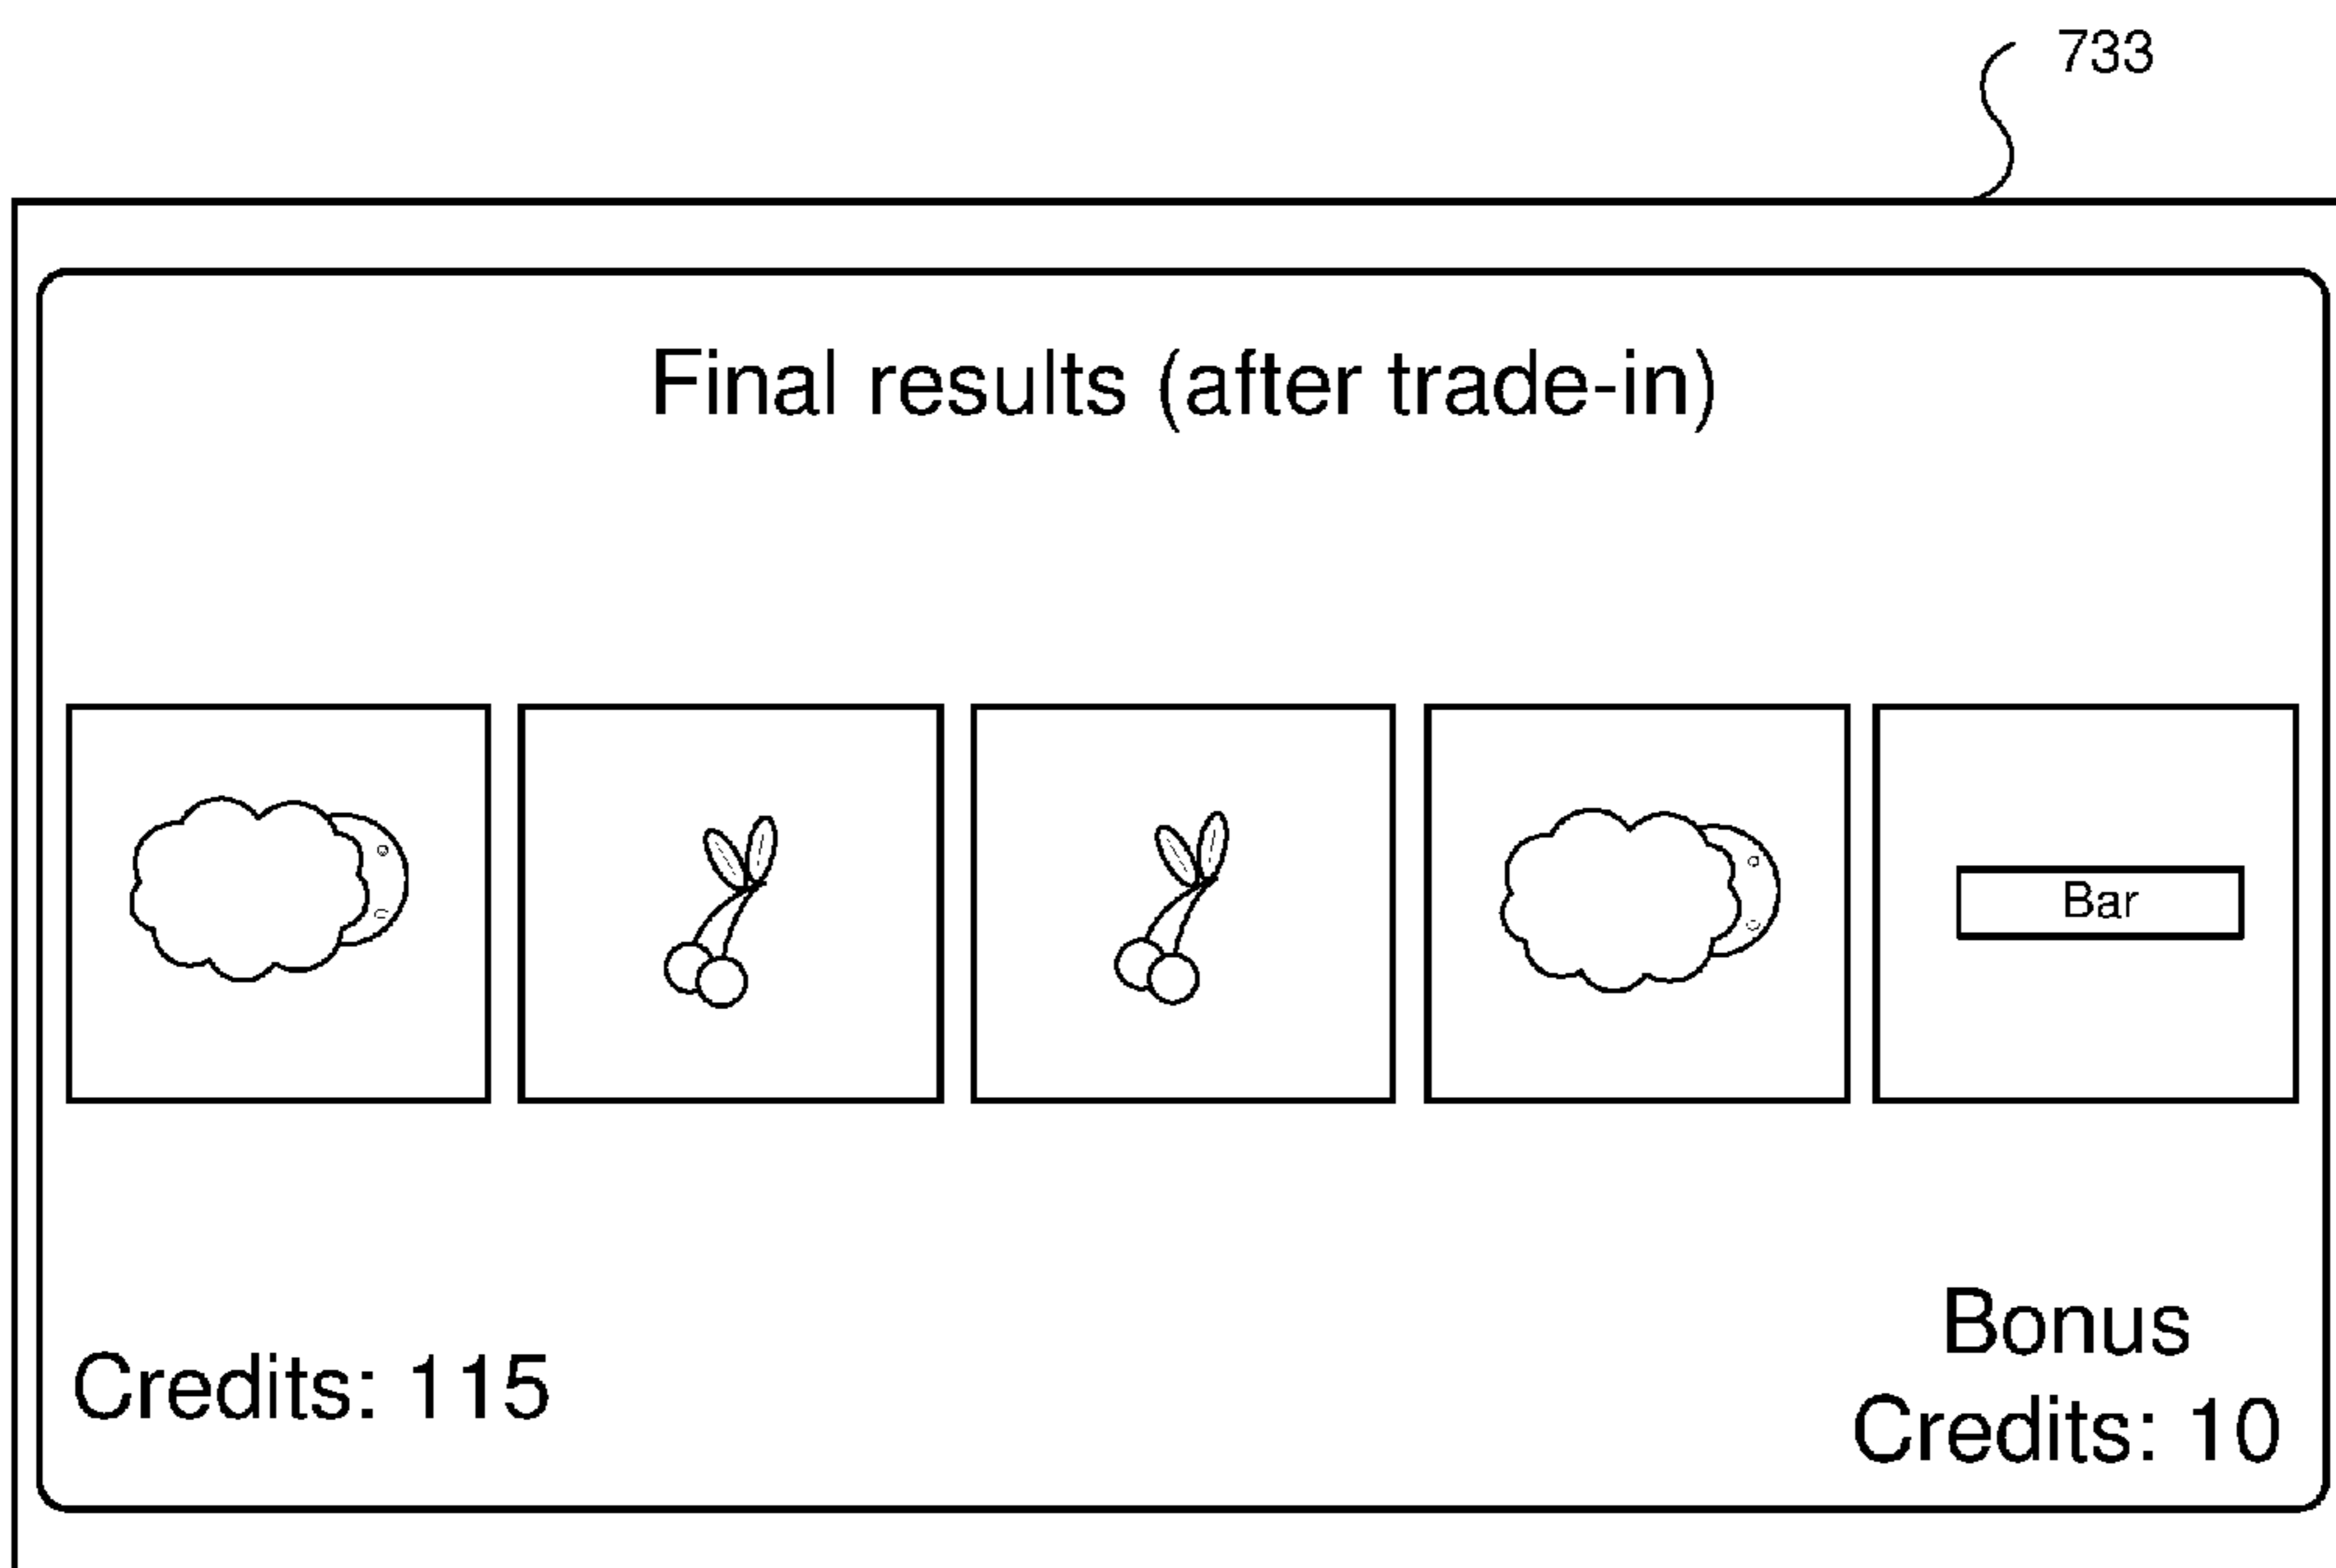 733
Final results (after trade-in)
Bar
Credits: 115
Bonus
Credits: 10